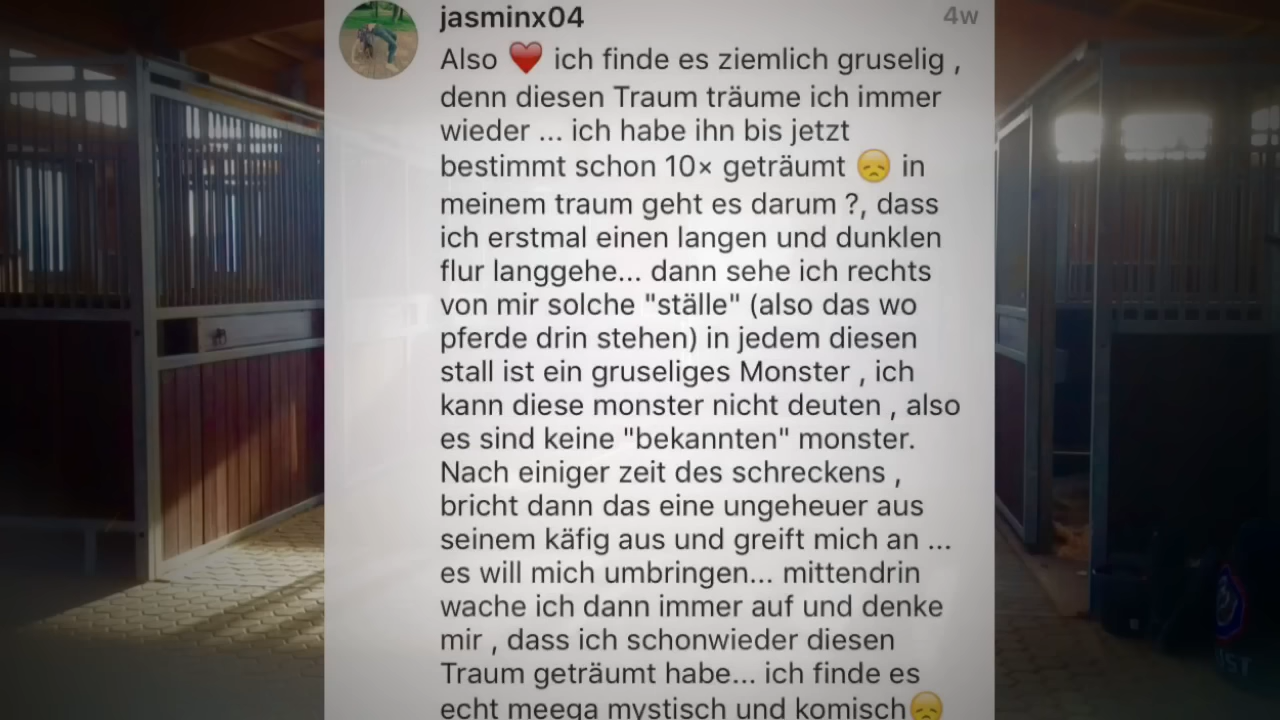 jasminx04 4w
Also ❤️ ich finde es ziemlich gruselig ,
denn diesen Traum träume ich immer
wieder ... ich habe ihn bis jetzt
bestimmt schon 10× geträumt 😞 in
meinem traum geht es darum ?, dass
ich erstmal einen langen und dunklen
flur langgehe... dann sehe ich rechts
von mir solche "ställe" (also das wo
pferde drin stehen) in jedem diesen
stall ist ein gruseliges Monster , ich
kann diese monster nicht deuten , also
es sind keine "bekannten" monster.
Nach einiger zeit des schreckens ,
bricht dann das eine ungeheuer aus
seinem käfig aus und greift mich an ...
es will mich umbringen... mittendrin
wache ich dann immer auf und denke
mir , dass ich schonwieder diesen
Traum geträumt habe... ich finde es
echt meega mystisch und komisch😞